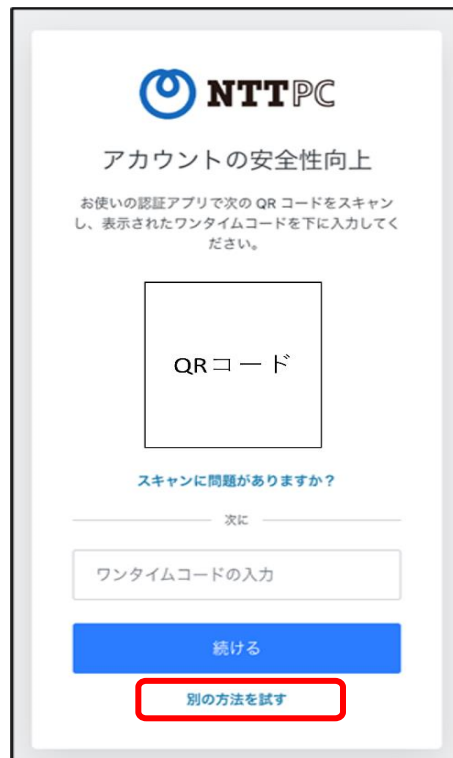 NTTPC
アカウントの安全性向上
お使いの認証アプリで次の QR コードをスキャン
し、表示されたワンタイムコードを下に入力してく
ださい。
QRコード
スキャンに問題がありますか？
次に
ワンタイムコードの入力
続ける
別の方法を試す